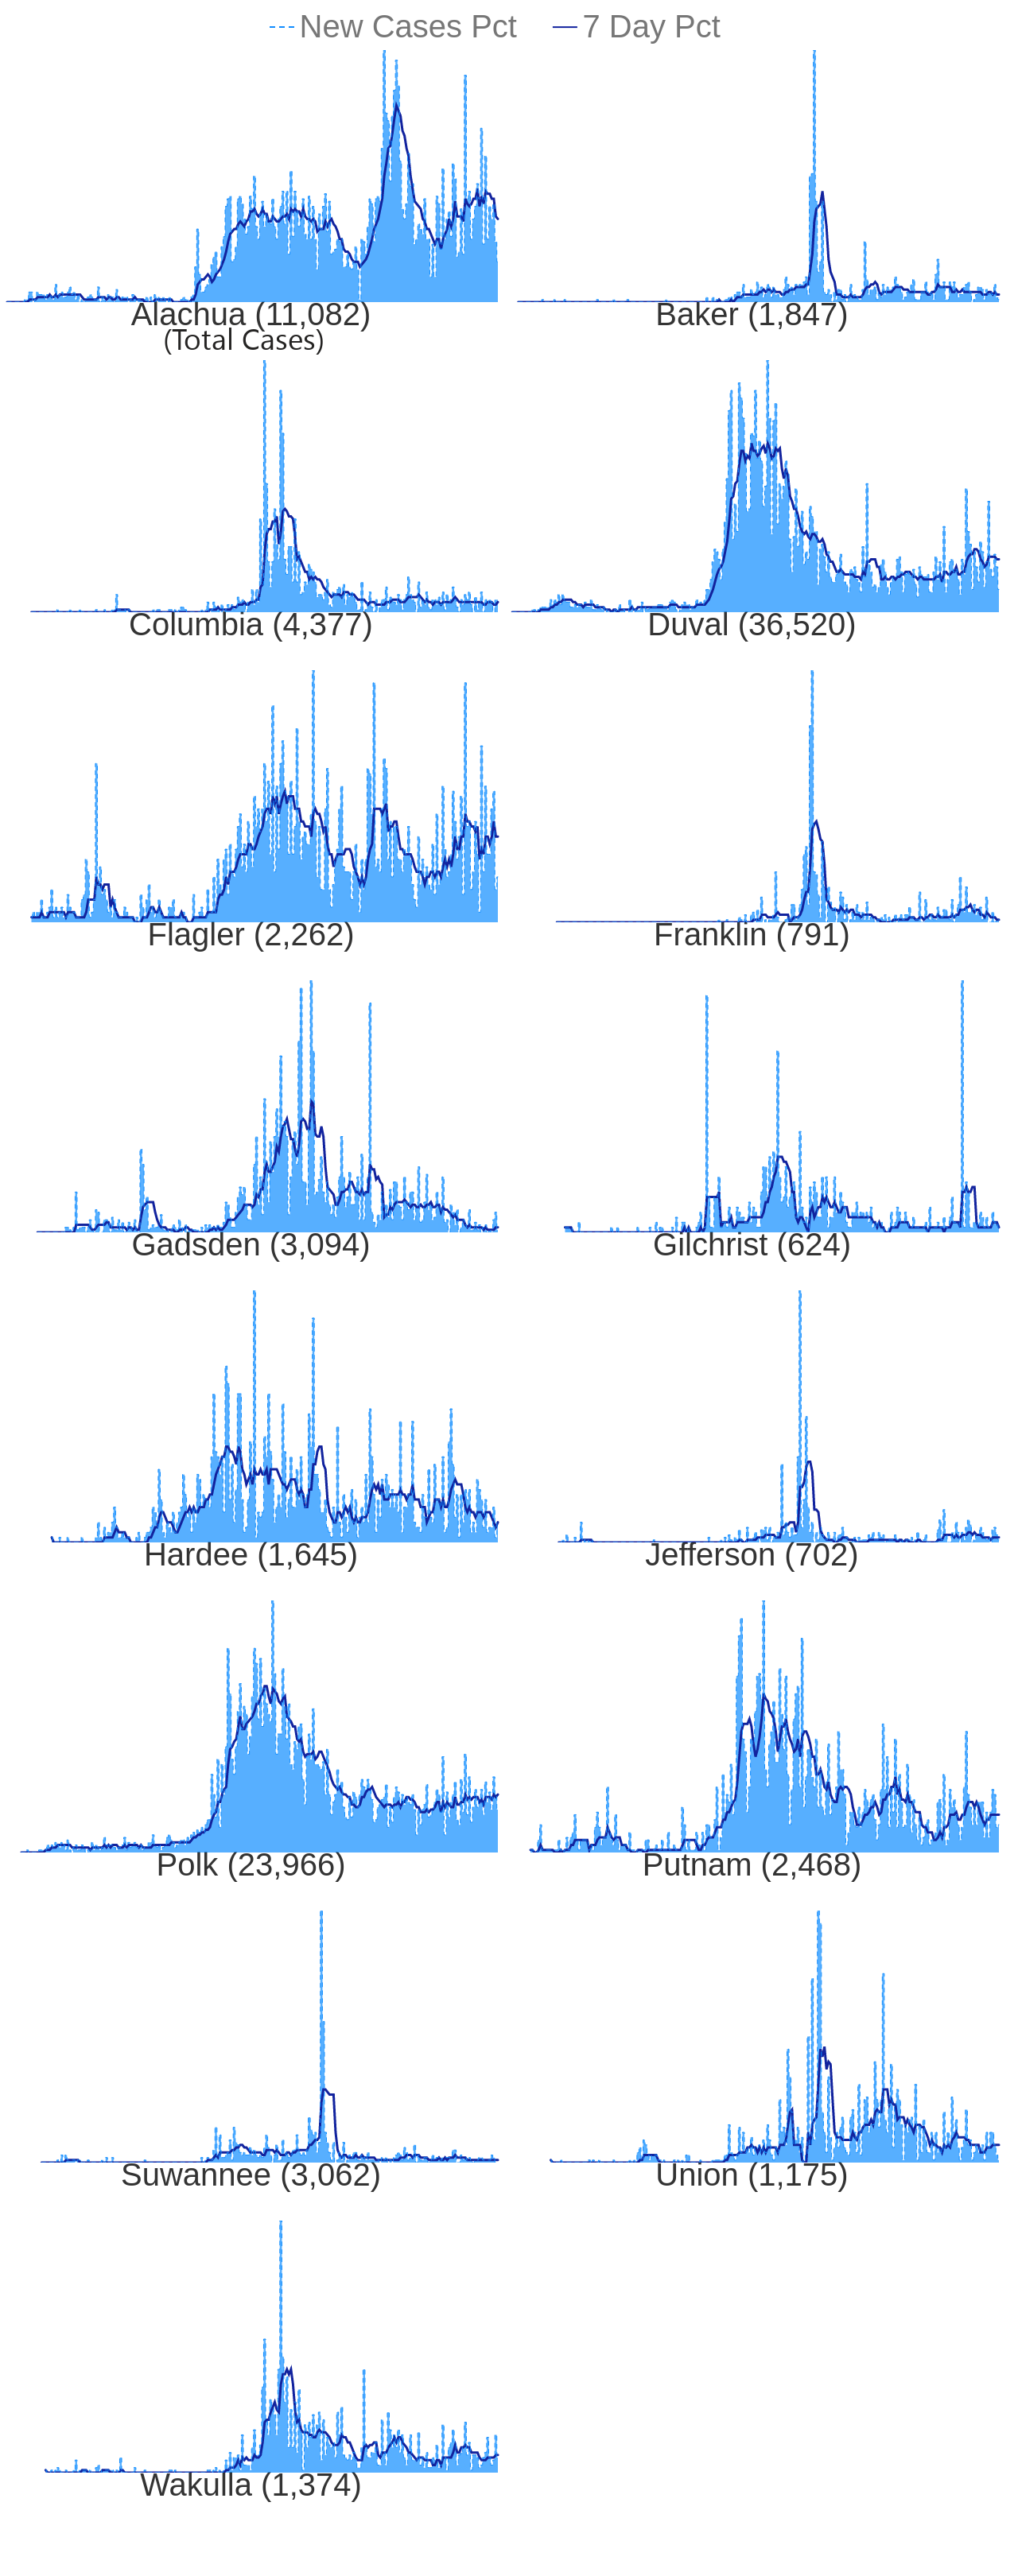 New Cases Pct 7 Day Pct
Alachua (11,082) Baker (1,847)
(Total Cases)
Columbia (4,377) Duval (36,520)
Flagler (2,262) Franklin (791)
Gadsden (3,094) Gilchrist (624)
Hardee (1,645) Jefferson (702)
Polk (23,966) Putnam (2,468)
Suwannee (3,062) Union (1,175)
Wakulla (1,374)